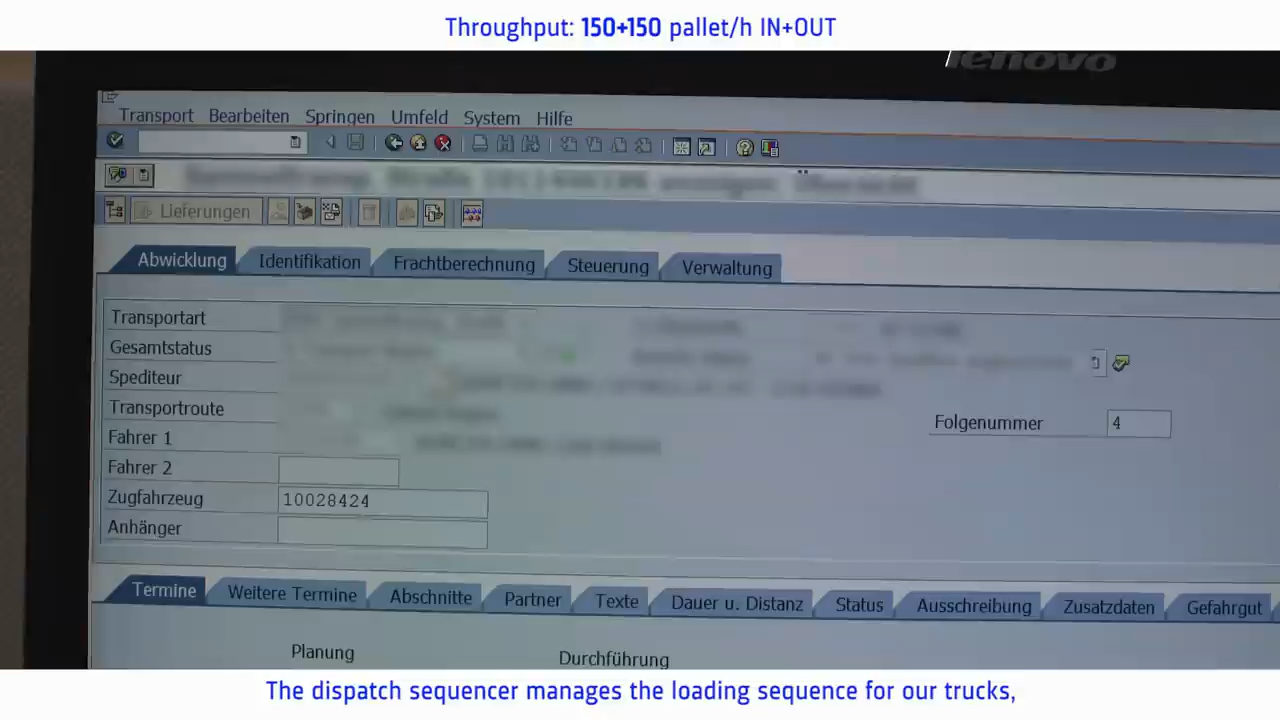 Throughput: 150+150 pallet/h IN+OUT
lenovo
Transport Bearbeiten Springen Umfeld System Hilfe
Lieferungen
Abwicklung Identifikation Frachtberechnung Steuerung Verwaltung
Transportart
Gesamtstatus
Spediteur
Transportroute
Folgenummer 4
Fahrer 1
Fahrer 2
Zugfahrzeug 10028424
Anhänger
Termine Weitere Termine Abschnitte Partner Texte Dauer u. Distanz Status Ausschreibung Zusatzdaten Gefahrgut
Planung Durchführung
The dispatch sequencer manages the loading sequence for our trucks,